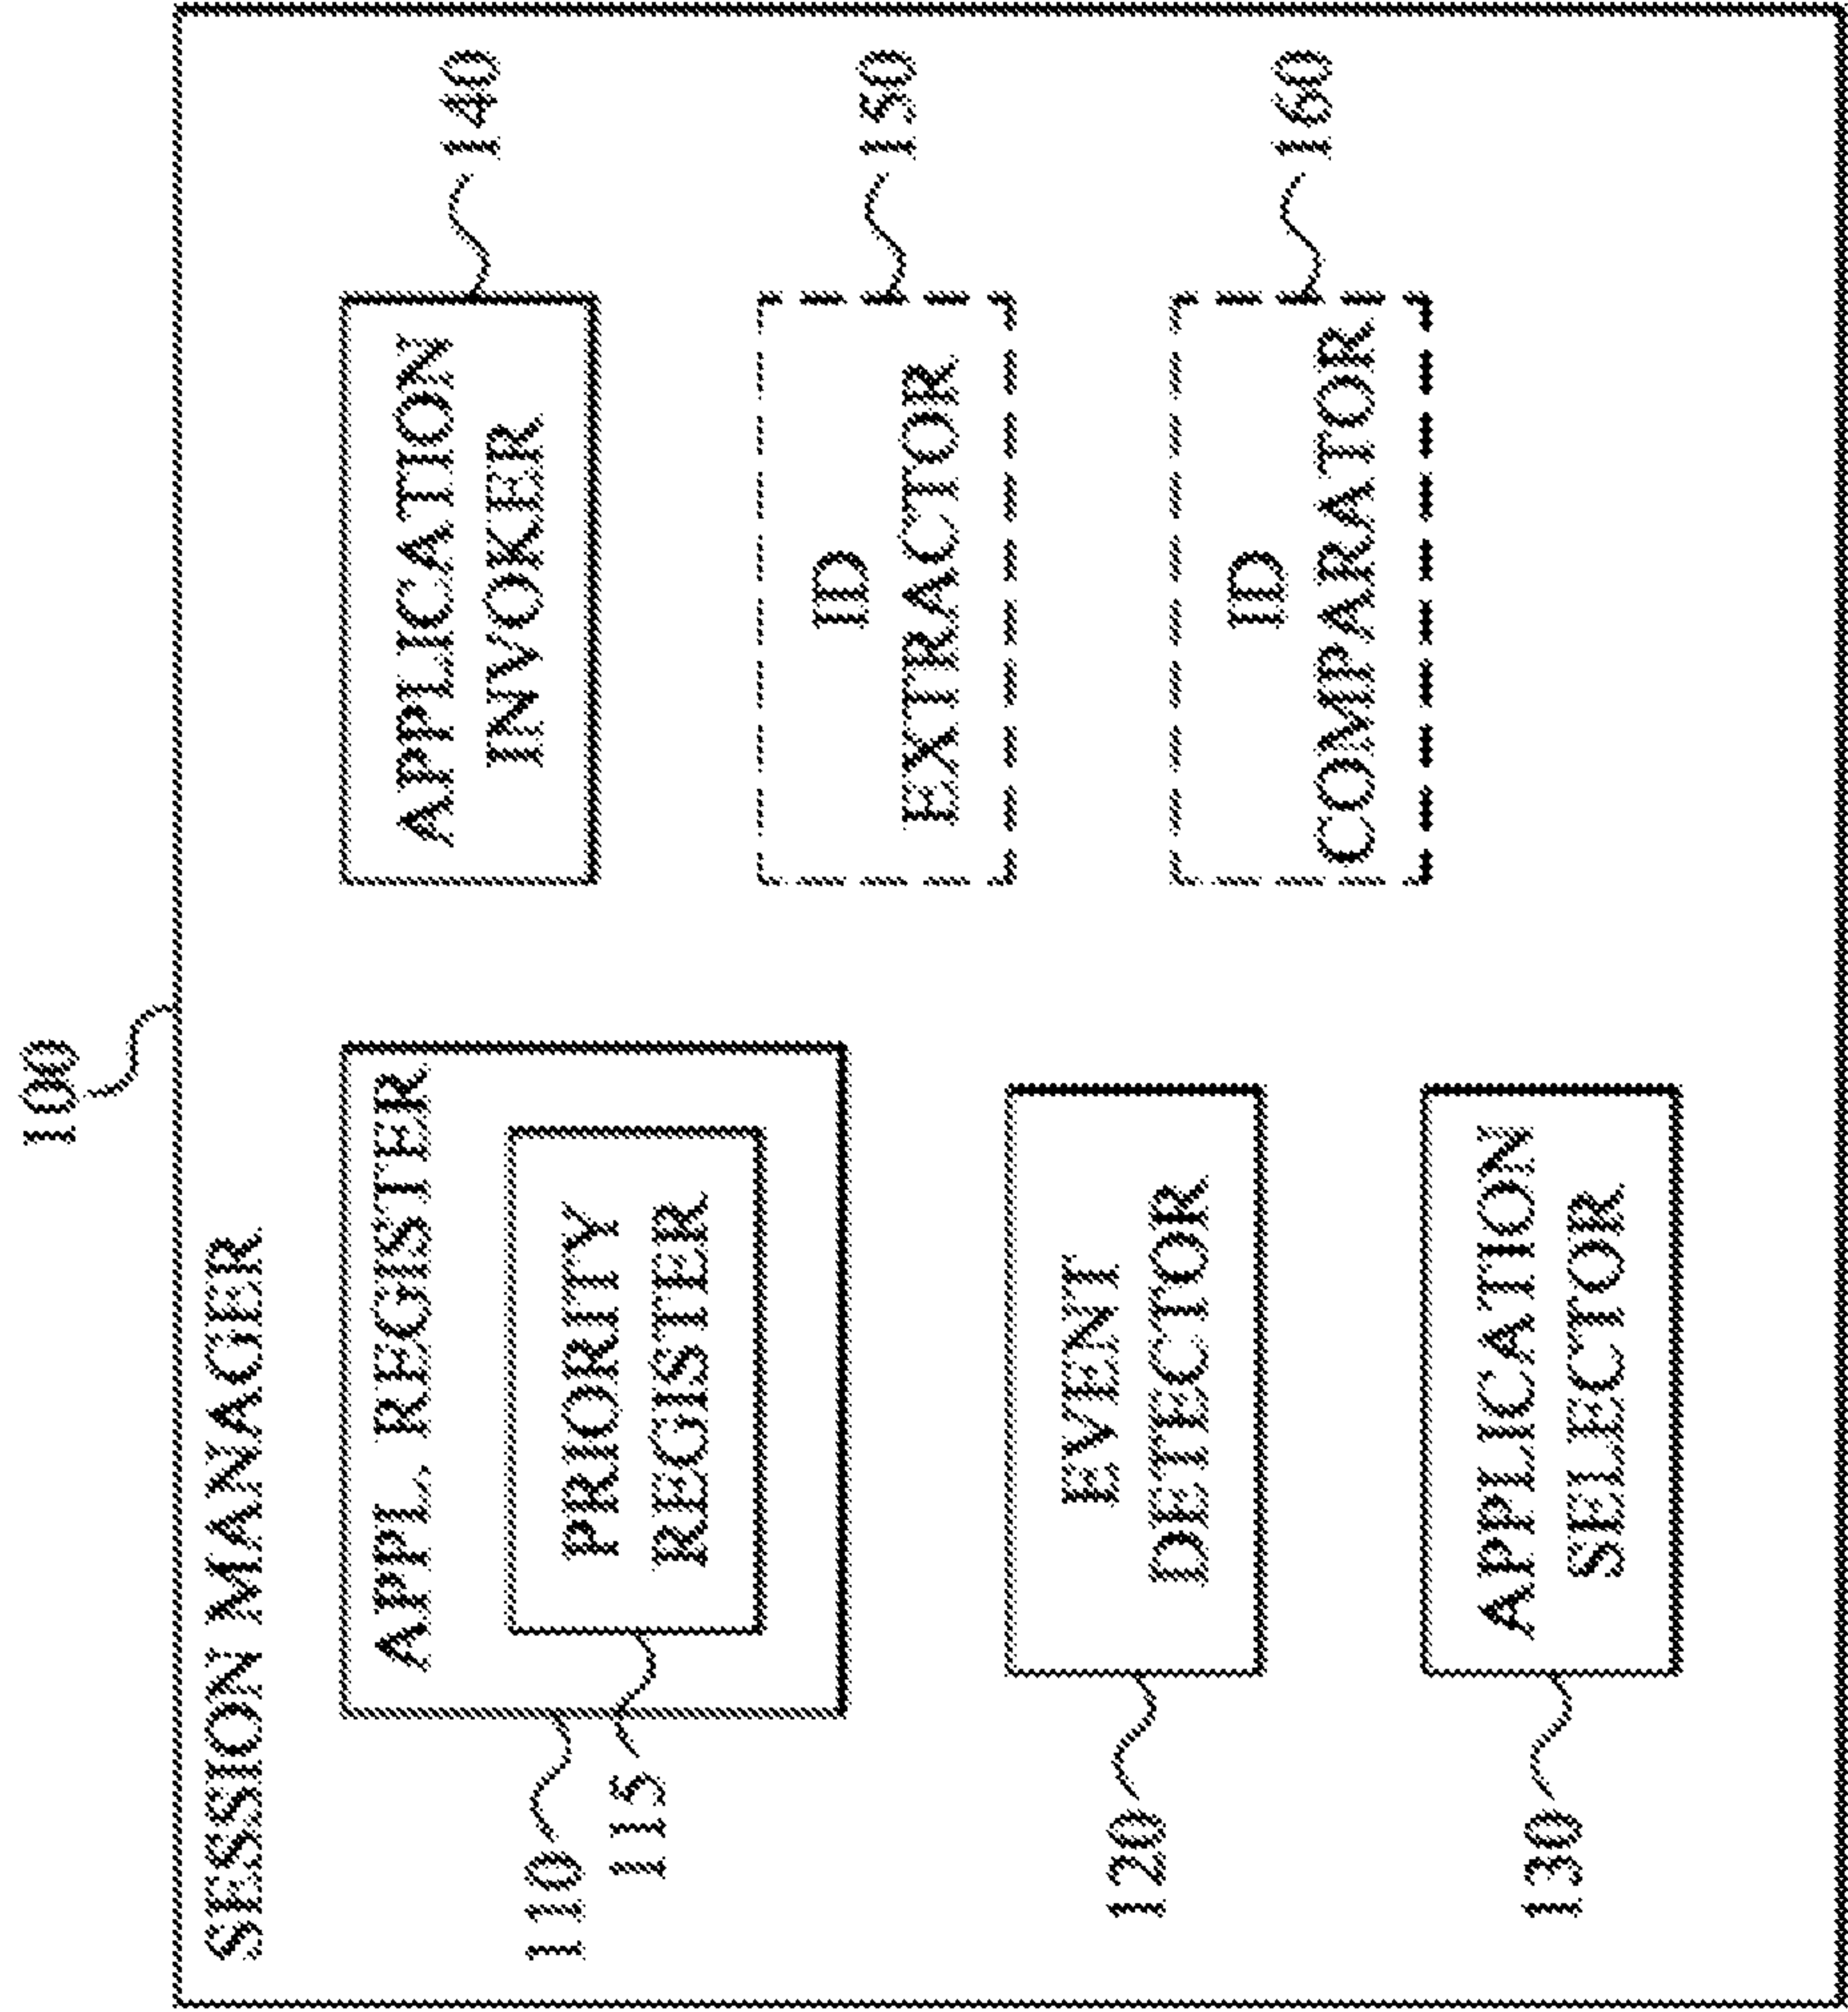 100
SESSION MANAGER
APPL. REGISTER
PRIORITY
REGISTER
110
115
EVENT
DETECTOR
120
APPLICATION
SELECTOR
130
APPLICATION
INVOKER
140
ID
EXTRACTOR
150
ID
COMPARATOR
160